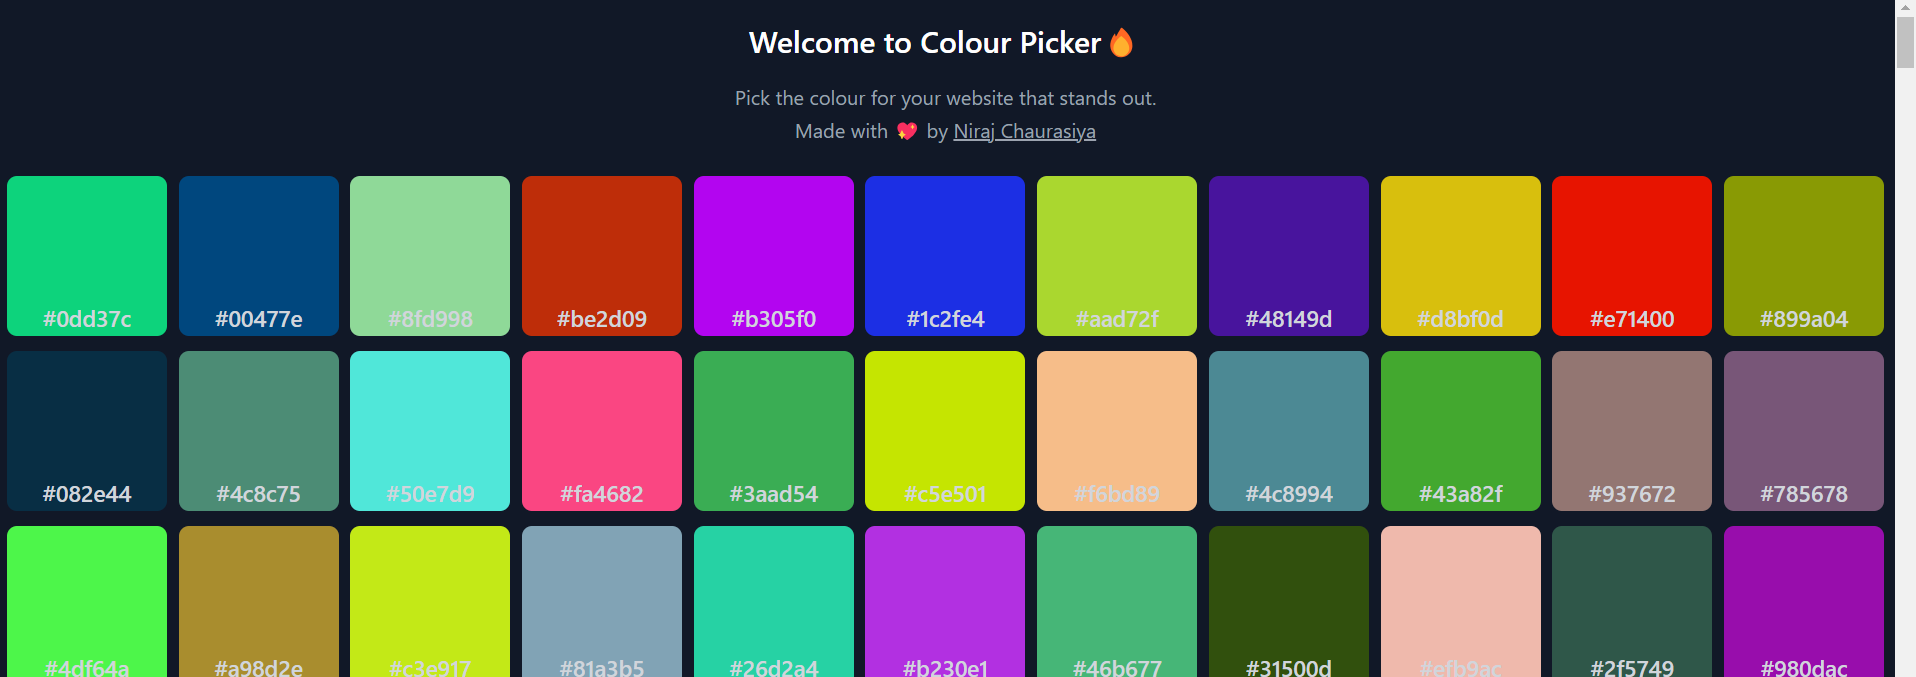 Welcome to Colour Picker🔥
Pick the colour for your website that stands out.
Made with 💖 by Niraj Chaurasiya
#0dd37c #00477e #8fd998 #be2d09 #b305f0 #1c2fe4 #aad72f #48149d #d8bf0d #e71400 #899a04
#082e44 #4c8c75 #50e7d9 #fa4682 #3aad54 #c5e501 #f6bd89 #4c8994 #43a82f #937672 #785678
#4df64a #a98d2e #c3e917 #81a3b5 #26d2a4 #b230e1 #46b677 #31500d #efb9ac #2f5749 #980dac